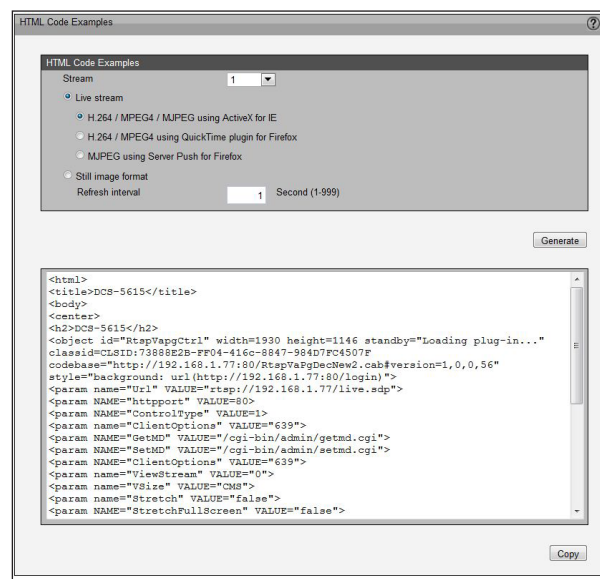 HTML Code Examples
HTML Code Examples
Stream 1
Live stream
H.264 / MPEG4 / MJPEG using ActiveX for IE
H.264 / MPEG4 using QuickTime plugin for Firefox
MJPEG using Server Push for Firefox
Still image format
Refresh interval 1 Second (1-999)
Generate
<html>
<title>DCS-5615</title>
<body>
<center>
<h2>DCS-5615</h2>
<object id="RtspVapgCtrl" width=1930 height=1146 standby="Loading plug-in..."
classid=CLSID:73888E2B-FF04-416c-8847-984D7FC4507F
codebase="http://192.168.1.77:80/RtspVaPgDecNew2.cab#version=1,0,0,56"
style="background: url(http://192.168.1.77:80/login)">
<param name="Url" VALUE="rtsp://192.168.1.77/live.sdp">
<param NAME="httpport" VALUE=80>
<param NAME="ControlType" VALUE=1>
<param name="ClientOptions" VALUE="639">
<param NAME="GetMD" VALUE="/cgi-bin/admin/getmd.cgi">
<param NAME="SetMD" VALUE="/cgi-bin/admin/setmd.cgi">
<param NAME="ClientOptions" VALUE="639">
<param name="ViewStream" VALUE="0">
<param name="VSize" VALUE="CMS">
<param name="Stretch" VALUE="false">
<param NAME="StretchFullScreen" VALUE="false">
Copy